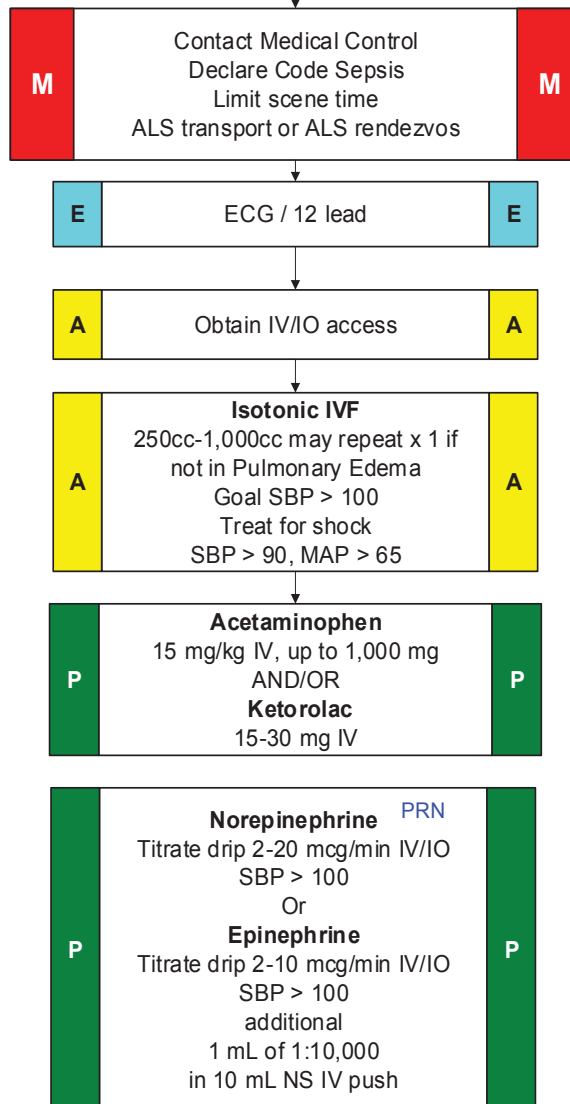 M
Contact Medical Control
Declare Code Sepsis
Limit scene time
ALS transport or ALS rendezvos
M
E
ECG / 12 lead
E
A
Obtain IV/IO access
A
A
Isotonic IVF
250cc-1,000cc may repeat x 1 if
not in Pulmonary Edema
Goal SBP > 100
Treat for shock
SBP > 90, MAP > 65
A
P
Acetaminophen
15 mg/kg IV, up to 1,000 mg
AND/OR
Ketorolac
15-30 mg IV
P
P
Norepinephrine PRN
Titrate drip 2-20 mcg/min IV/IO
SBP > 100
Or
Epinephrine
Titrate drip 2-10 mcg/min IV/IO
SBP > 100
additional
1 mL of 1:10,000
in 10 mL NS IV push
P